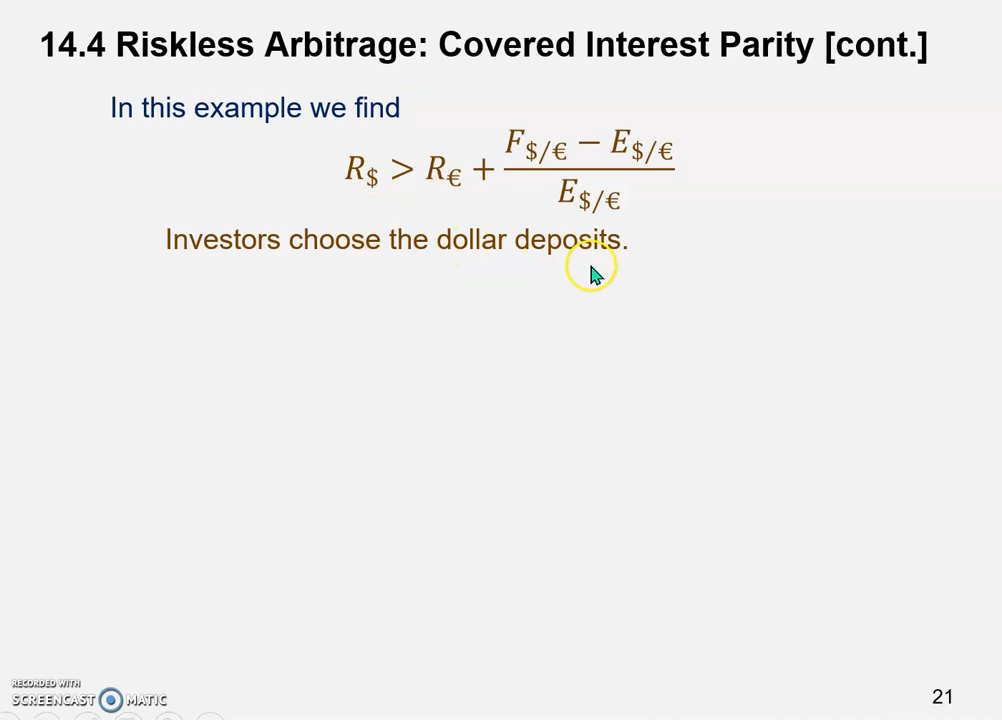 14.4 Riskless Arbitrage: Covered Interest Parity [cont.]
In this example we find
R$ > R€ + (F$/€ − E$/€) / E$/€
Investors choose the dollar deposits.
RECORDED WITH
SCREENCAST MATIC
21